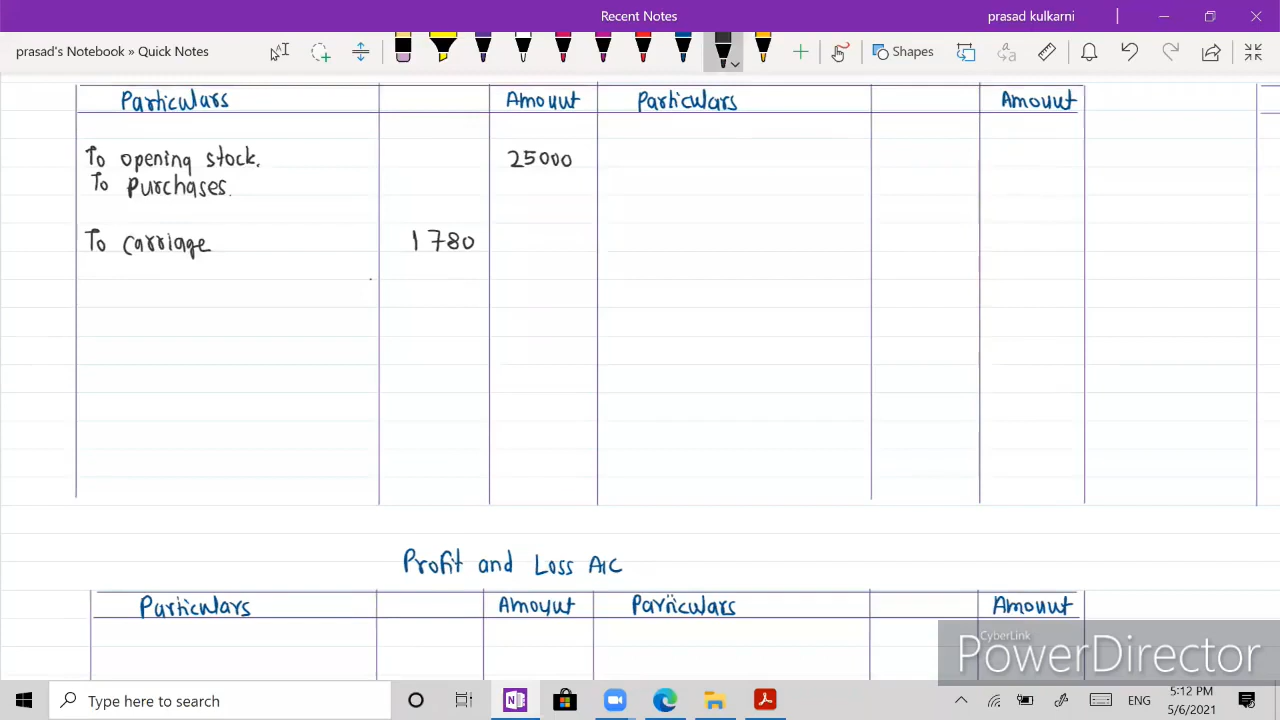 Recent Notes
prasad kulkarni
prasad's Notebook » Quick Notes
Shapes
Particulars Amount Particulars Amount
To opening stock. 25000
To purchases.
To carriage 1780
Profit and Loss A/C
Particulars Amount Particulars Amount
CyberLink
PowerDirector
Type here to search
ENG
5:12 PM
5/6/2021